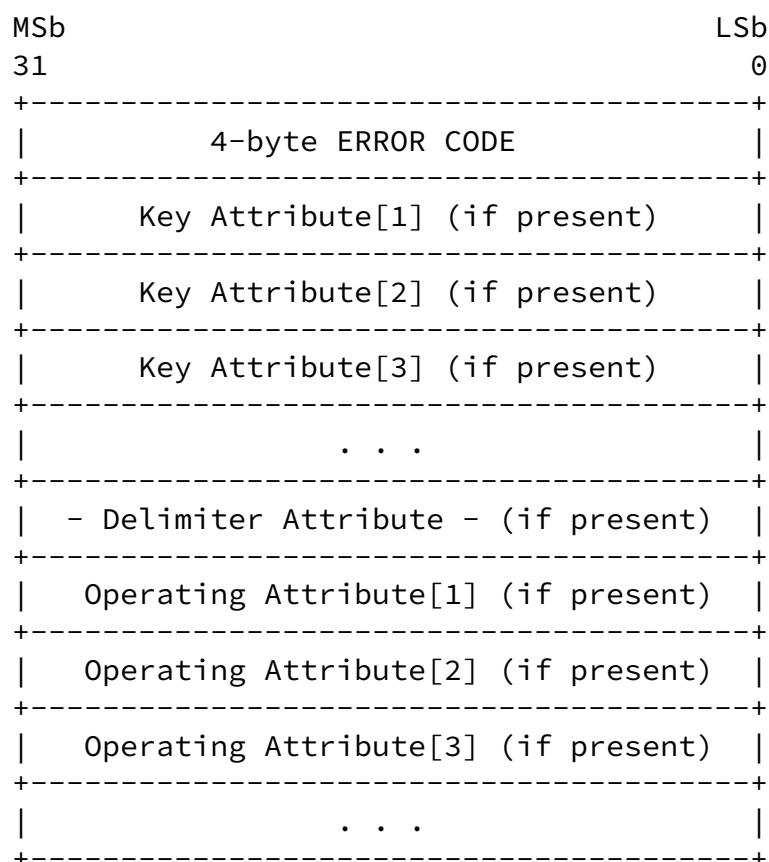 MSb                                    LSb
31                                       0
+----------------------------------------+
|          4-byte ERROR CODE             |
+----------------------------------------+
|      Key Attribute[1] (if present)     |
+----------------------------------------+
|      Key Attribute[2] (if present)     |
+----------------------------------------+
|      Key Attribute[3] (if present)     |
+----------------------------------------+
|                 . . .                  |
+----------------------------------------+
|  - Delimiter Attribute - (if present)  |
+----------------------------------------+
|   Operating Attribute[1] (if present)  |
+----------------------------------------+
|   Operating Attribute[2] (if present)  |
+----------------------------------------+
|   Operating Attribute[3] (if present)  |
+----------------------------------------+
|                 . . .                  |
+----------------------------------------+